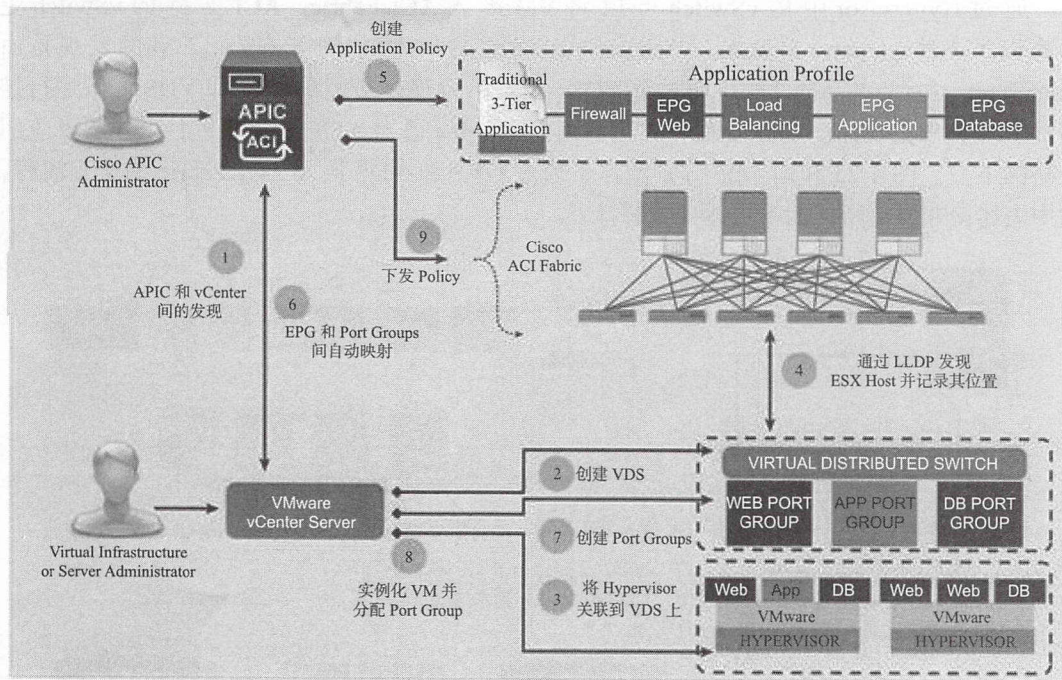 创建
Application Policy
5
APIC
ACI
Cisco APIC
Administrator
Application Profile
Traditional
3-Tier
Application
Firewall
EPG
Web
Load
Balancing
EPG
Application
EPG
Database
9
下发 Policy
Cisco
ACI Fabric
1
APIC 和 vCenter
间的发现
6
EPG 和 Port Groups
间自动映射
4
通过 LLDP 发现
ESX Host 并记录其位置
Virtual Infrastructure
or Server Administrator
VMware
vCenter Server
2
创建 VDS
7
创建 Port Groups
8
实例化 VM 并
分配 Port Group
3
将 Hypervisor
关联到 VDS 上
VIRTUAL DISTRIBUTED SWITCH
WEB PORT
GROUP
APP PORT
GROUP
DB PORT
GROUP
Web
App
DB
VMware
HYPERVISOR
Web
Web
DB
VMware
HYPERVISOR